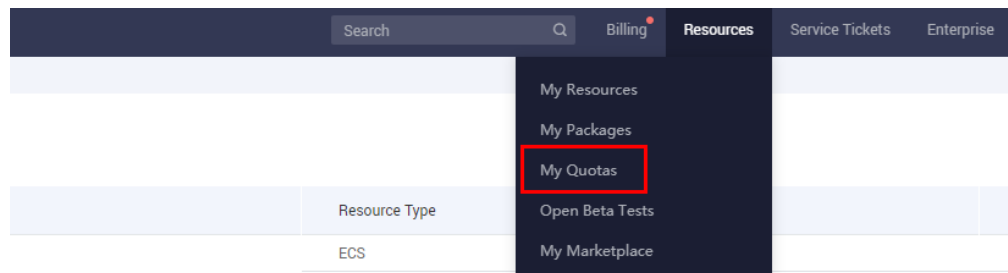 Search Billing Resources Service Tickets Enterprise
My Resources
My Packages
My Quotas
Resource Type Open Beta Tests
ECS My Marketplace